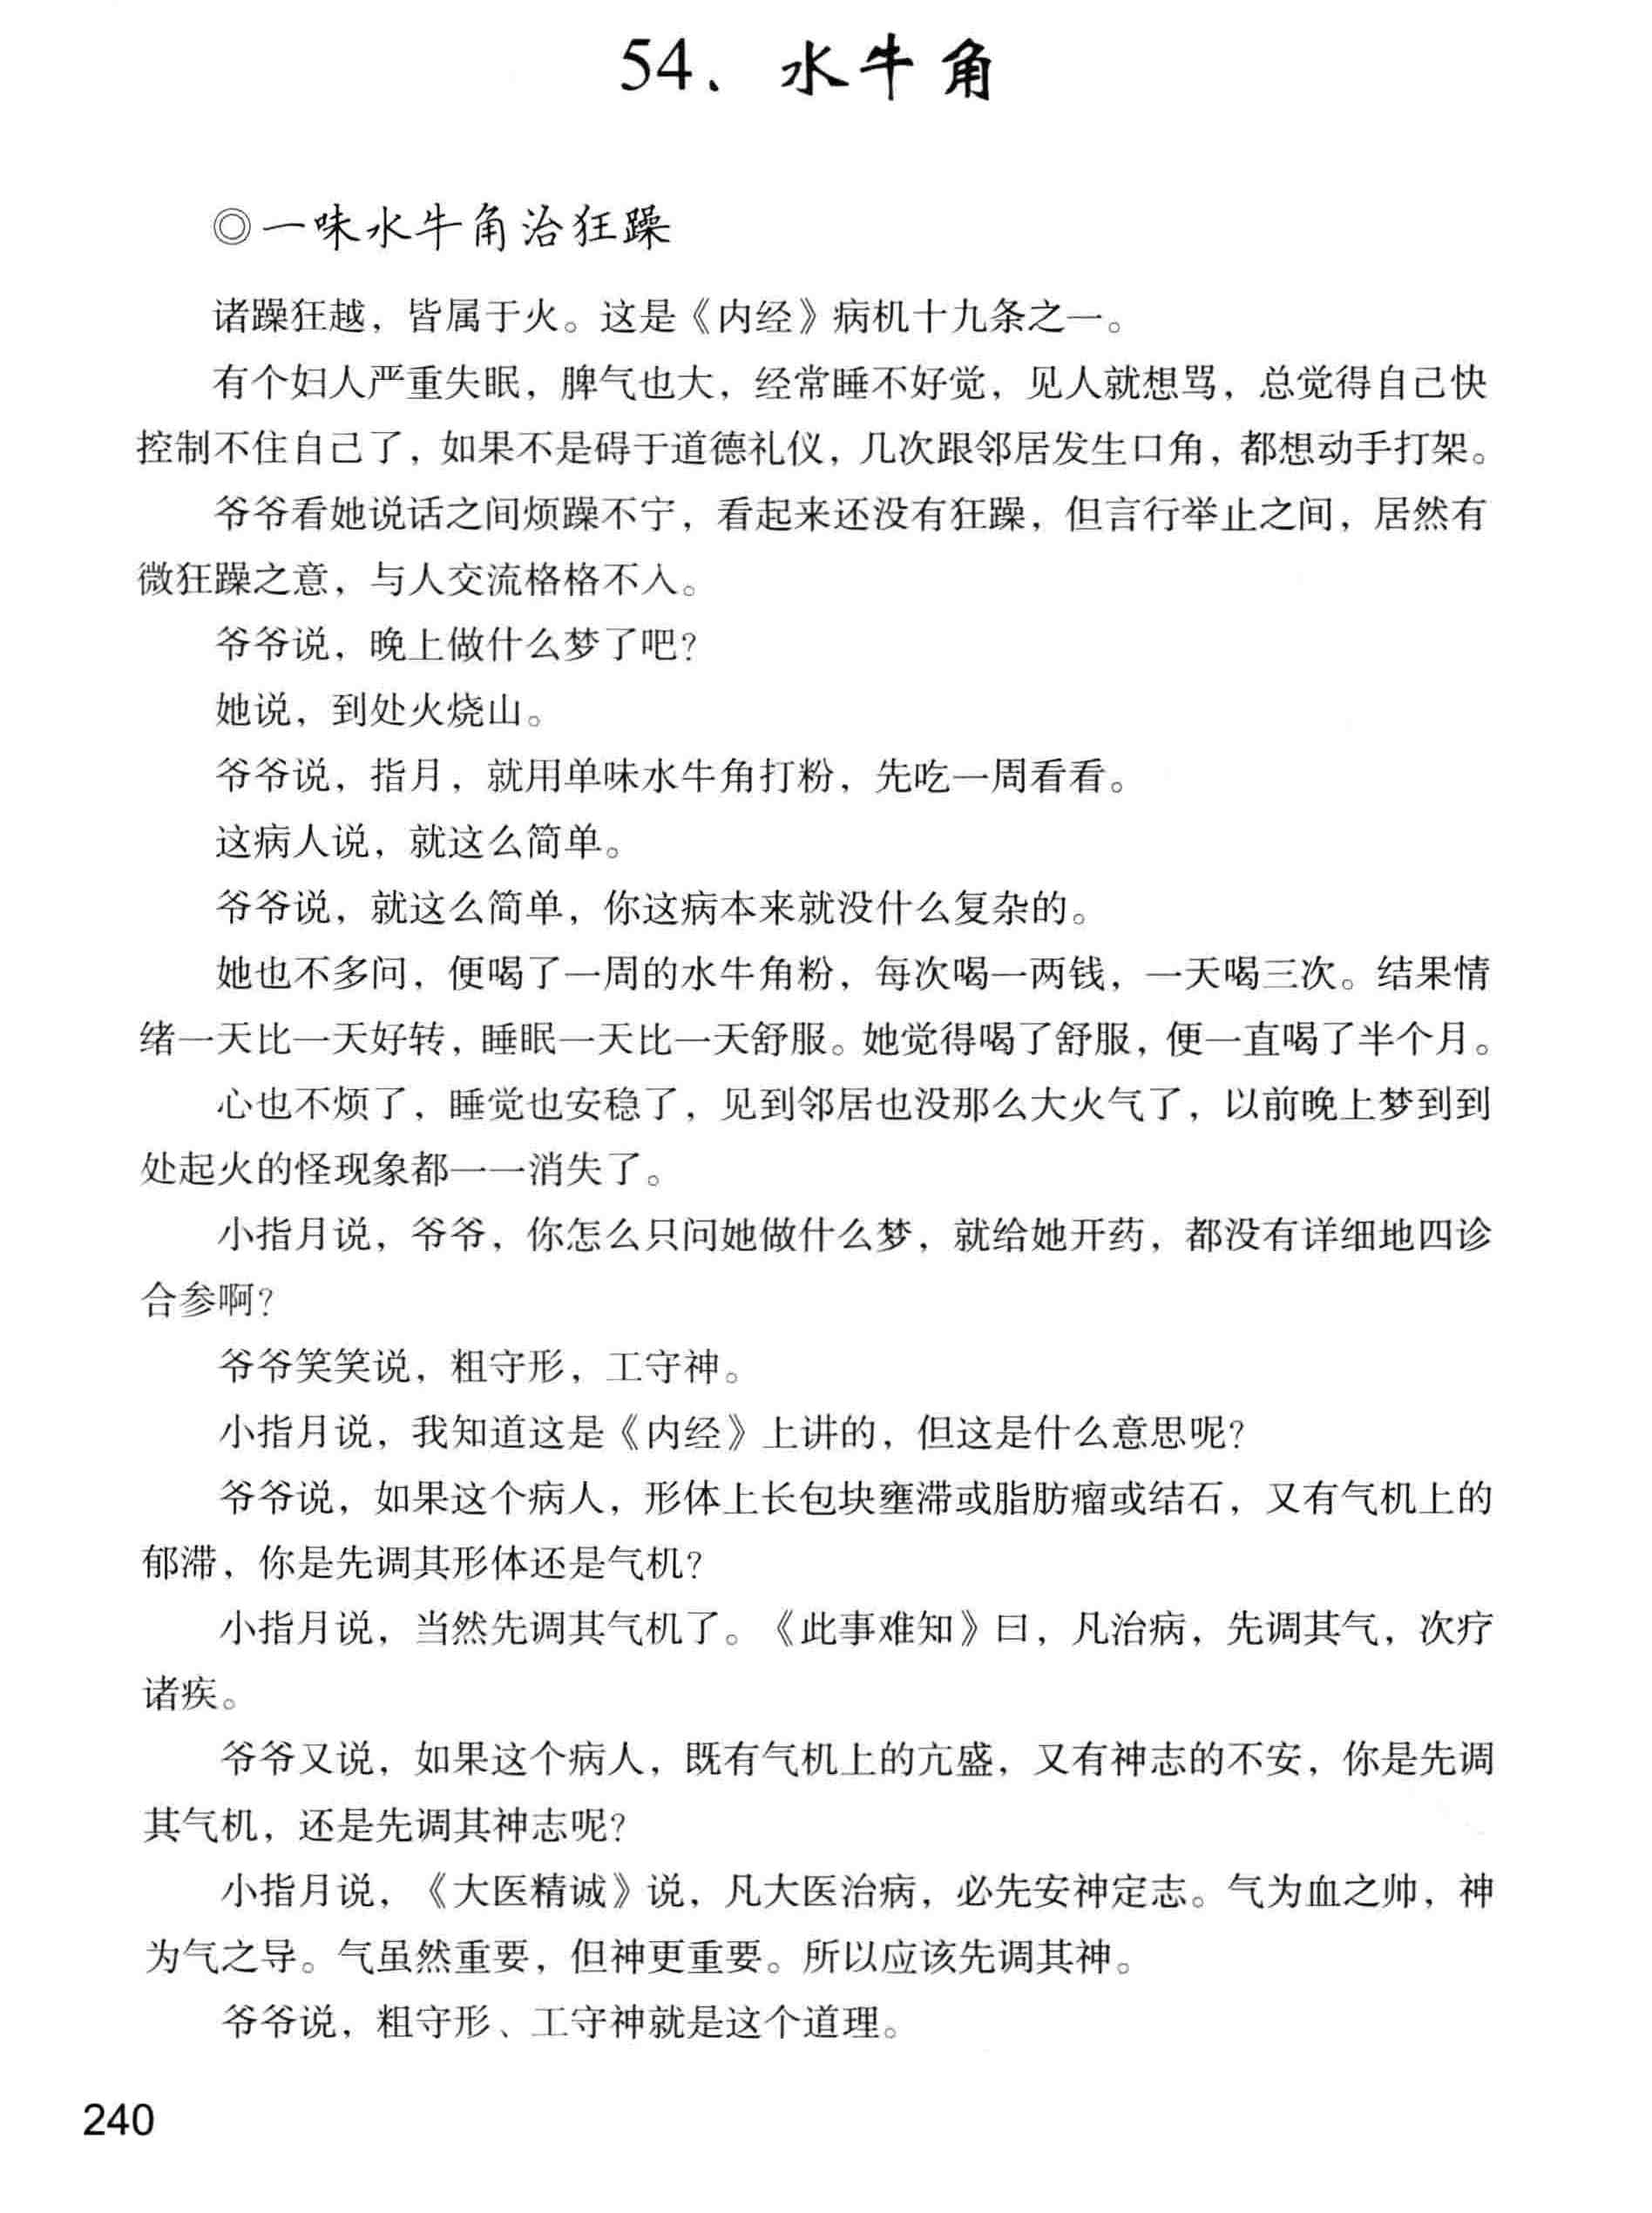 54、水牛角
◎一味水牛角治狂躁
诸躁狂越，皆属于火。这是《内经》病机十九条之一。
有个妇人严重失眠，脾气也大，经常睡不好觉，见人就想骂，总觉得自己快
控制不住自己了，如果不是碍于道德礼仪，几次跟邻居发生口角，都想动手打架。
爷爷看她说话之间烦躁不宁，看起来还没有狂躁，但言行举止之间，居然有
微狂躁之意，与人交流格格不入。
爷爷说，晚上做什么梦了吧？
她说，到处火烧山。
爷爷说，指月，就用单味水牛角打粉，先吃一周看看。
这病人说，就这么简单。
爷爷说，就这么简单，你这病本来就没什么复杂的。
她也不多问，便喝了一周的水牛角粉，每次喝一两钱，一天喝三次。结果情
绪一天比一天好转，睡眠一天比一天舒服。她觉得喝了舒服，便一直喝了半个月。
心也不烦了，睡觉也安稳了，见到邻居也没那么大火气了，以前晚上梦到到
处起火的怪现象都一一消失了。
小指月说，爷爷，你怎么只问她做什么梦，就给她开药，都没有详细地四诊
合参啊？
爷爷笑笑说，粗守形，工守神。
小指月说，我知道这是《内经》上讲的，但这是什么意思呢？
爷爷说，如果这个病人，形体上长包块壅滞或脂肪瘤或结石，又有气机上的
郁滞，你是先调其形体还是气机？
小指月说，当然先调其气机了。《此事难知》曰，凡治病，先调其气，次疗
诸疾。
爷爷又说，如果这个病人，既有气机上的亢盛，又有神志的不安，你是先调
其气机，还是先调其神志呢？
小指月说，《大医精诚》说，凡大医治病，必先安神定志。气为血之帅，神
为气之导。气虽然重要，但神更重要。所以应该先调其神。
爷爷说，粗守形、工守神就是这个道理。
240